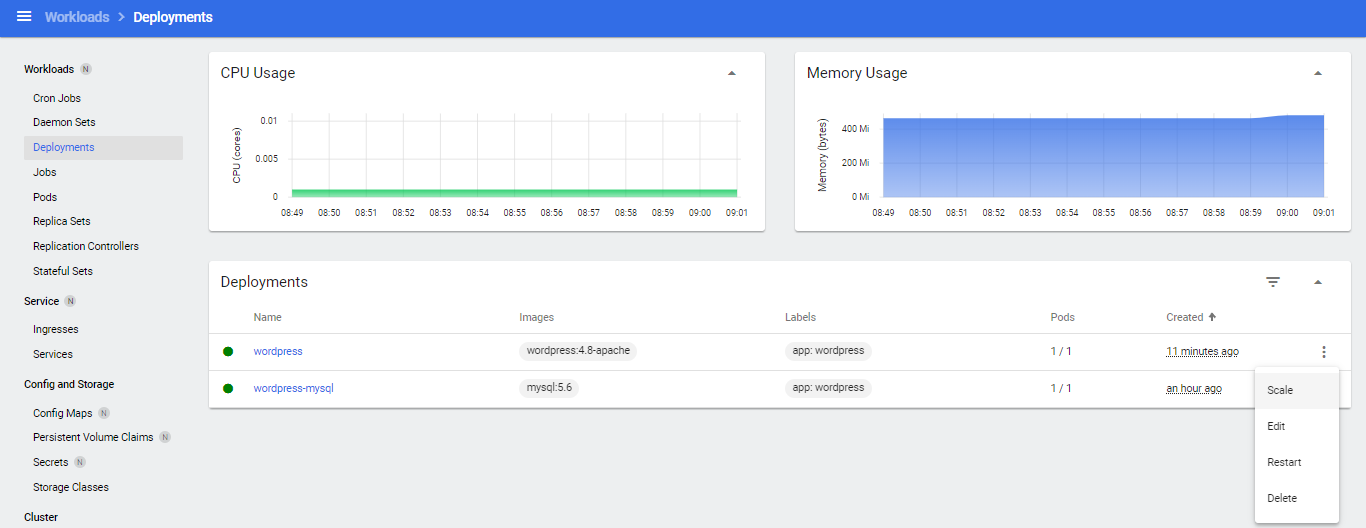 Workloads > Deployments
Workloads N
Cron Jobs
Daemon Sets
Deployments
Jobs
Pods
Replica Sets
Replication Controllers
Stateful Sets
Service N
Ingresses
Services
Config and Storage
Config Maps N
Persistent Volume Claims N
Secrets N
Storage Classes
Cluster
CPU Usage
CPU (cores)
0.01
0.005
0
08:49 08:50 08:51 08:52 08:53 08:54 08:55 08:56 08:57 08:58 08:59 09:00 09:01
Memory Usage
Memory (bytes)
400 Mi
200 Mi
0 Mi
08:49 08:50 08:51 08:52 08:53 08:54 08:55 08:56 08:57 08:58 08:59 09:00 09:01
Deployments
Name Images Labels Pods Created
wordpress wordpress:4.8-apache app: wordpress 1 / 1 11 minutes ago
wordpress-mysql mysql:5.6 app: wordpress 1 / 1 an hour ago
Scale
Edit
Restart
Delete